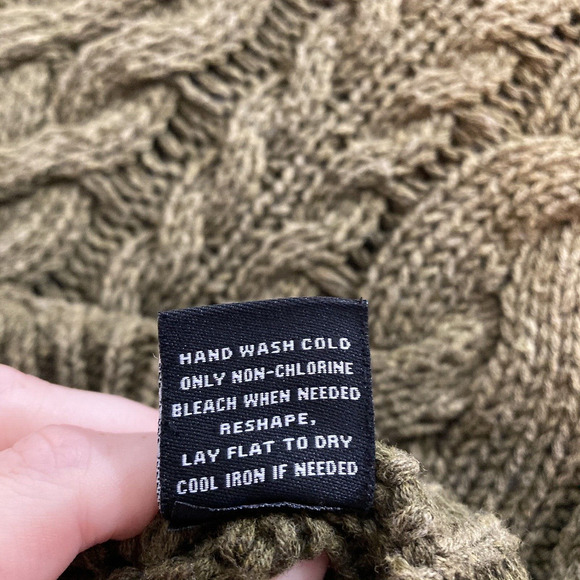 HAND WASH COLD
ONLY NON-CHLORINE
BLEACH WHEN NEEDED
RESHAPE,
LAY FLAT TO DRY
COOL IRON IF NEEDED